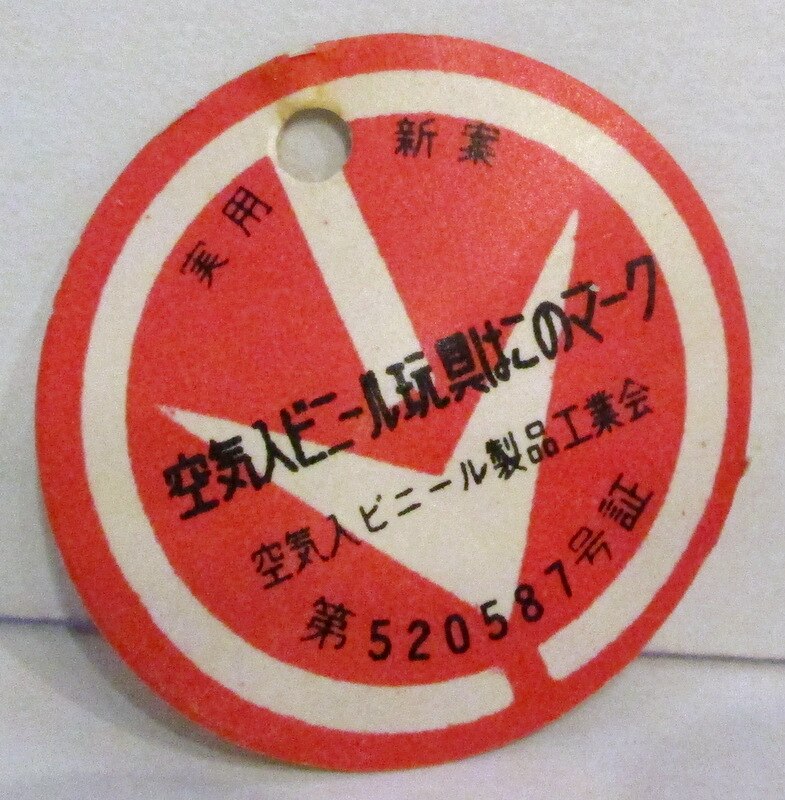 実用新案
空気入ビニール玩具はこのマーク
空気入ビニール製品工業会
第520587号証